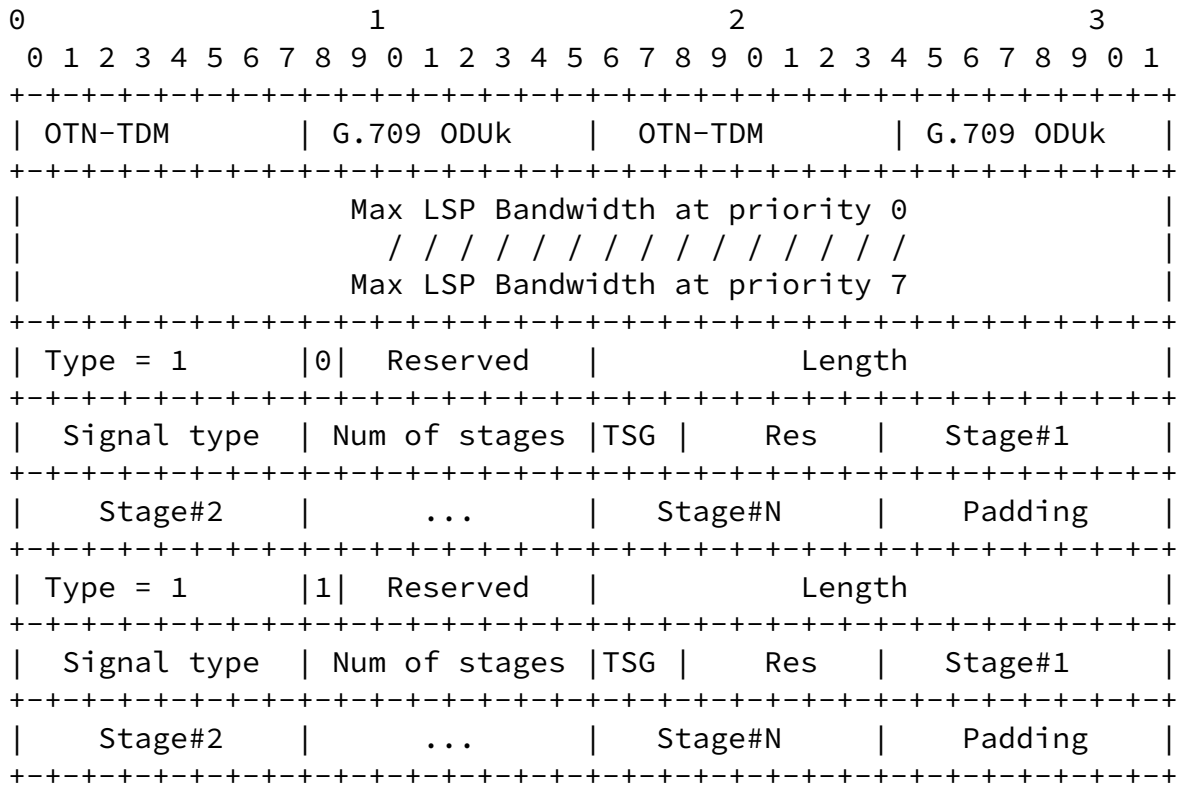 0                   1                   2                   3
 0 1 2 3 4 5 6 7 8 9 0 1 2 3 4 5 6 7 8 9 0 1 2 3 4 5 6 7 8 9 0 1
+-+-+-+-+-+-+-+-+-+-+-+-+-+-+-+-+-+-+-+-+-+-+-+-+-+-+-+-+-+-+-+-+
| OTN-TDM       | G.709 ODUk    |  OTN-TDM       | G.709 ODUk   |
+-+-+-+-+-+-+-+-+-+-+-+-+-+-+-+-+-+-+-+-+-+-+-+-+-+-+-+-+-+-+-+-+
|                  Max LSP Bandwidth at priority 0              |
|                    / / / / / / / / / / / / / / /              |
|                  Max LSP Bandwidth at priority 7              |
+-+-+-+-+-+-+-+-+-+-+-+-+-+-+-+-+-+-+-+-+-+-+-+-+-+-+-+-+-+-+-+-+
| Type = 1      |0|  Reserved   |           Length              |
+-+-+-+-+-+-+-+-+-+-+-+-+-+-+-+-+-+-+-+-+-+-+-+-+-+-+-+-+-+-+-+-+
|  Signal type  | Num of stages |TSG |    Res   |   Stage#1     |
+-+-+-+-+-+-+-+-+-+-+-+-+-+-+-+-+-+-+-+-+-+-+-+-+-+-+-+-+-+-+-+-+
|    Stage#2    |      ...      |   Stage#N     |    Padding    |
+-+-+-+-+-+-+-+-+-+-+-+-+-+-+-+-+-+-+-+-+-+-+-+-+-+-+-+-+-+-+-+-+
| Type = 1      |1|  Reserved   |           Length              |
+-+-+-+-+-+-+-+-+-+-+-+-+-+-+-+-+-+-+-+-+-+-+-+-+-+-+-+-+-+-+-+-+
|  Signal type  | Num of stages |TSG |    Res   |   Stage#1     |
+-+-+-+-+-+-+-+-+-+-+-+-+-+-+-+-+-+-+-+-+-+-+-+-+-+-+-+-+-+-+-+-+
|    Stage#2    |      ...      |   Stage#N     |    Padding    |
+-+-+-+-+-+-+-+-+-+-+-+-+-+-+-+-+-+-+-+-+-+-+-+-+-+-+-+-+-+-+-+-+